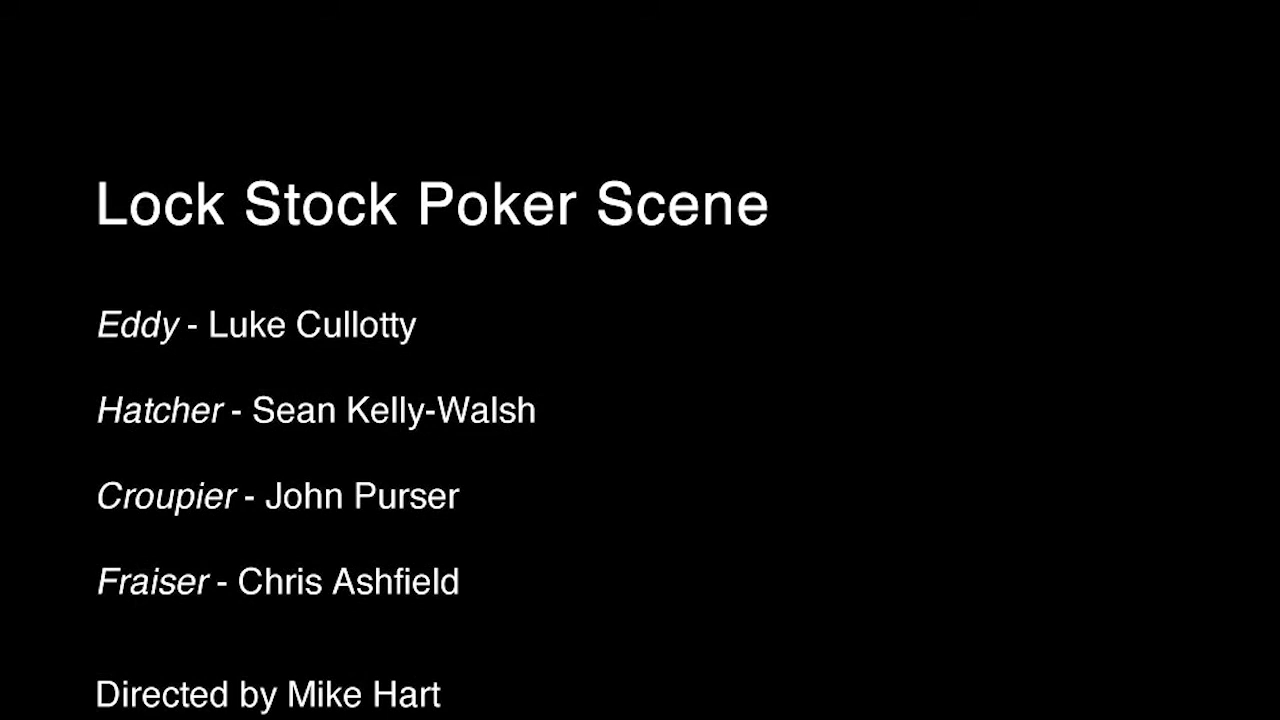 Lock Stock Poker Scene
Eddy - Luke Cullotty
Hatcher - Sean Kelly-Walsh
Croupier - John Purser
Fraiser - Chris Ashfield
Directed by Mike Hart